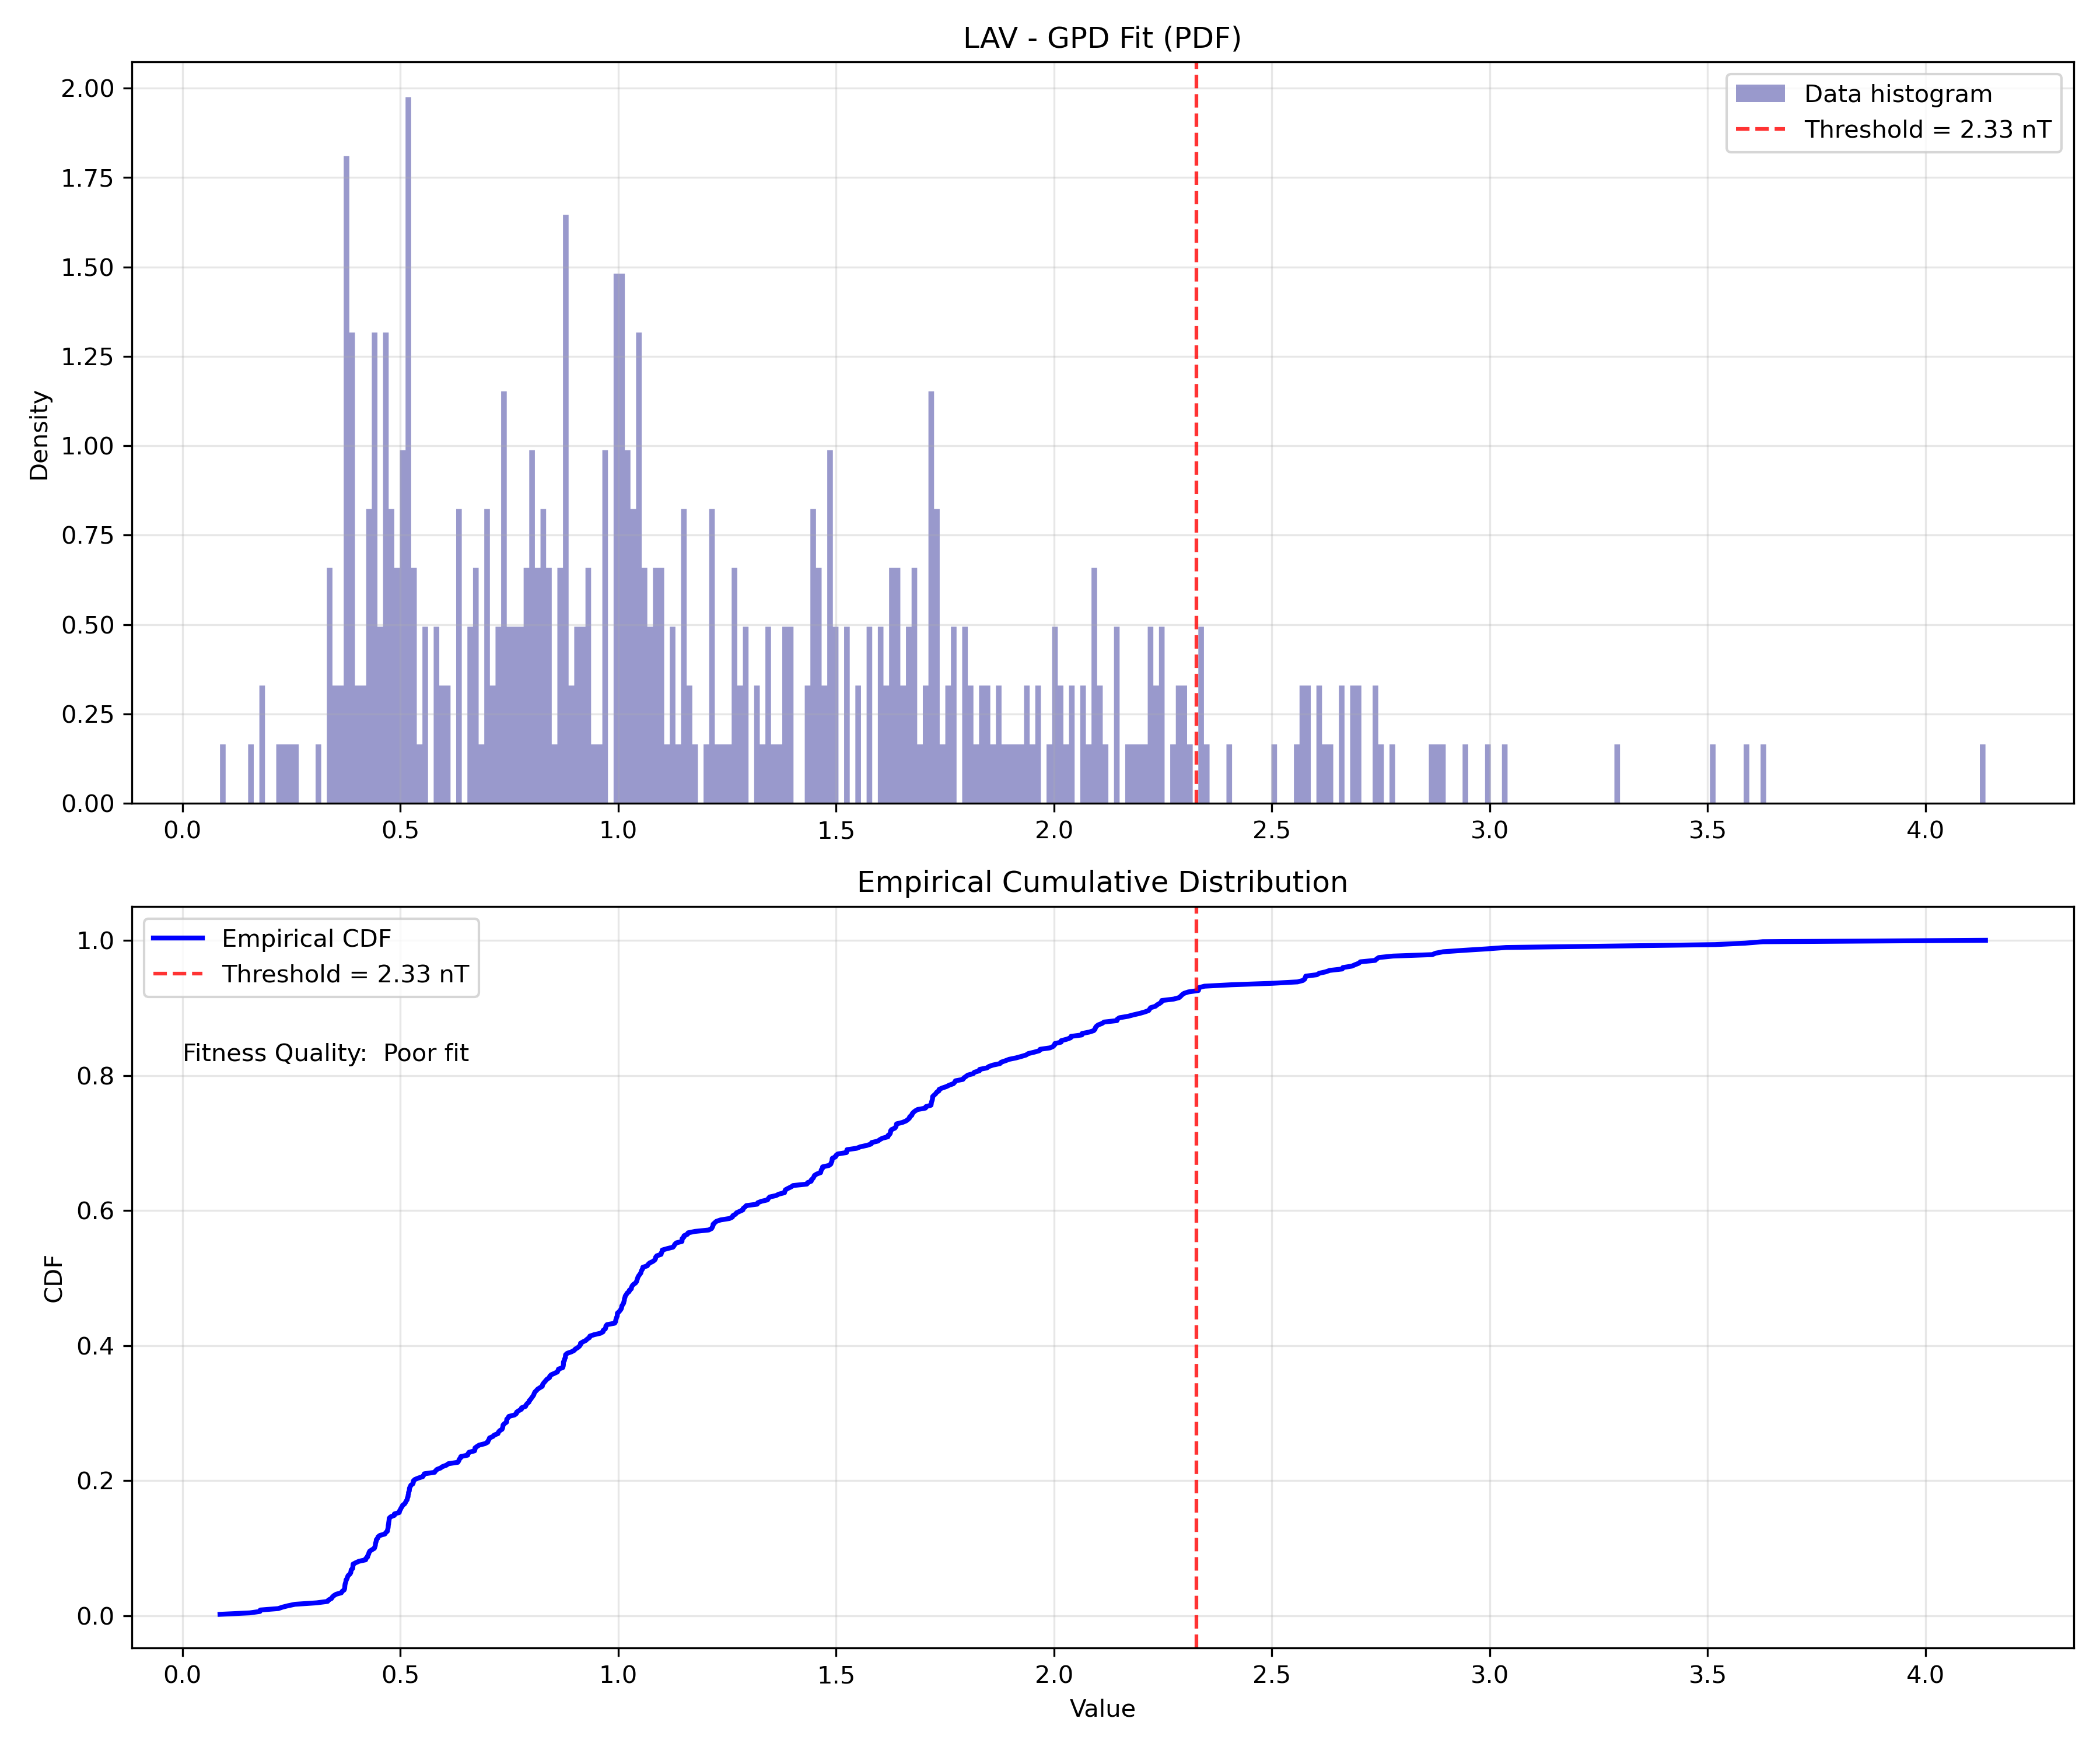 LAV - GPD Fit (PDF)
Density
2.00
1.75
1.50
1.25
1.00
0.75
0.50
0.25
0.00
Data histogram
Threshold = 2.33 nT
0.0 0.5 1.0 1.5 2.0 2.5 3.0 3.5 4.0
Empirical Cumulative Distribution
CDF
1.0
0.8
0.6
0.4
0.2
0.0
Empirical CDF
Threshold = 2.33 nT
Fitness Quality:  Poor fit
0.0 0.5 1.0 1.5 2.0 2.5 3.0 3.5 4.0
Value